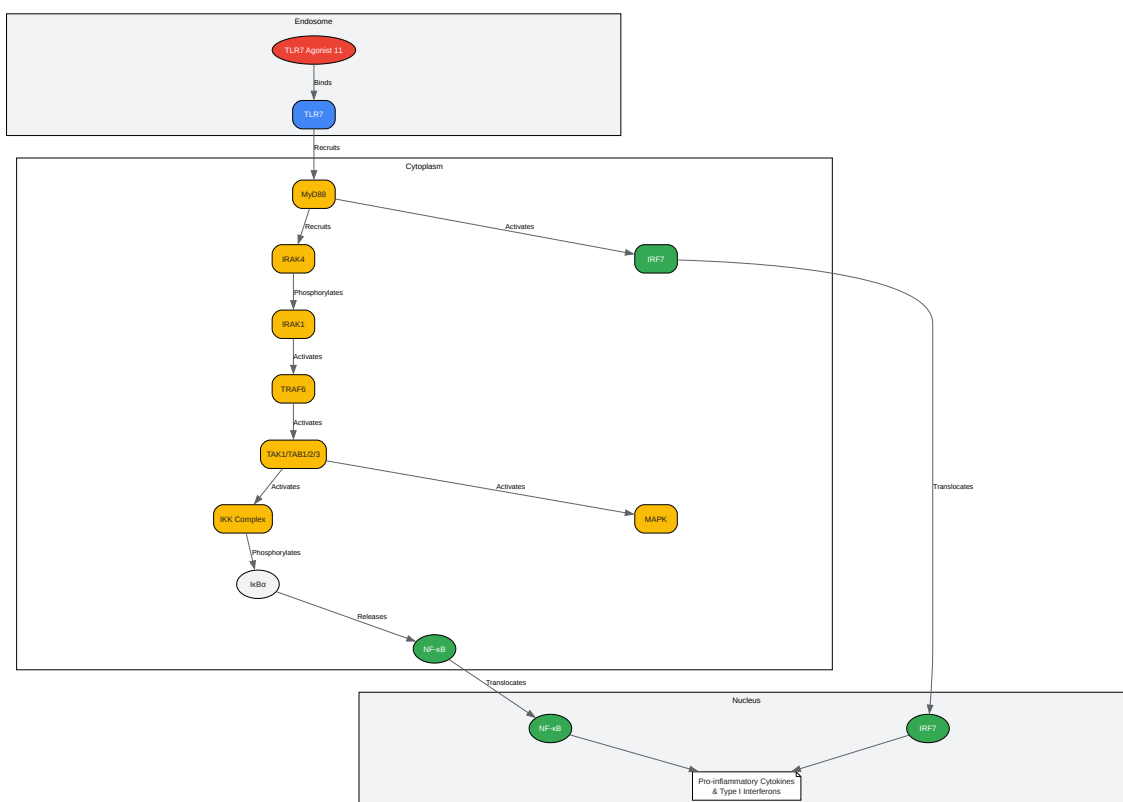 Endosome
TLR7 Agonist 11
Binds
TLR7
Recruits
Cytoplasm
MyD88
Recruits
Activates
IRAK4
IRF7
Phosphorylates
IRAK1
Activates
TRAF6
Activates
TAK1/TAB1/2/3
Activates
Activates
Translocates
IKK Complex
MAPK
Phosphorylates
IκBα
Releases
NF-κB
Translocates
Nucleus
NF-κB
IRF7
Pro-inflammatory Cytokines
& Type I Interferons